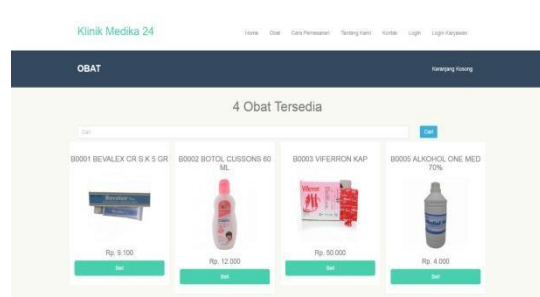 Klinik Medika 24
Home Obat Cara Pemesanan Tentang Kami Kontak Login Login Karyawan
OBAT
Keranjang Kosong
4 Obat Tersedia
Cari
Cari
B0001 BEVALEX CR S K 5 GR
Bevalex
Rp. 9.100
Beli
B0002 BOTOL CUSSONS 60
ML
Rp. 12.000
Beli
B0003 VIFERRON KAP
Viferron
Rp. 50.000
Beli
B0005 ALKOHOL ONE MED
70%
Rp. 4.000
Beli